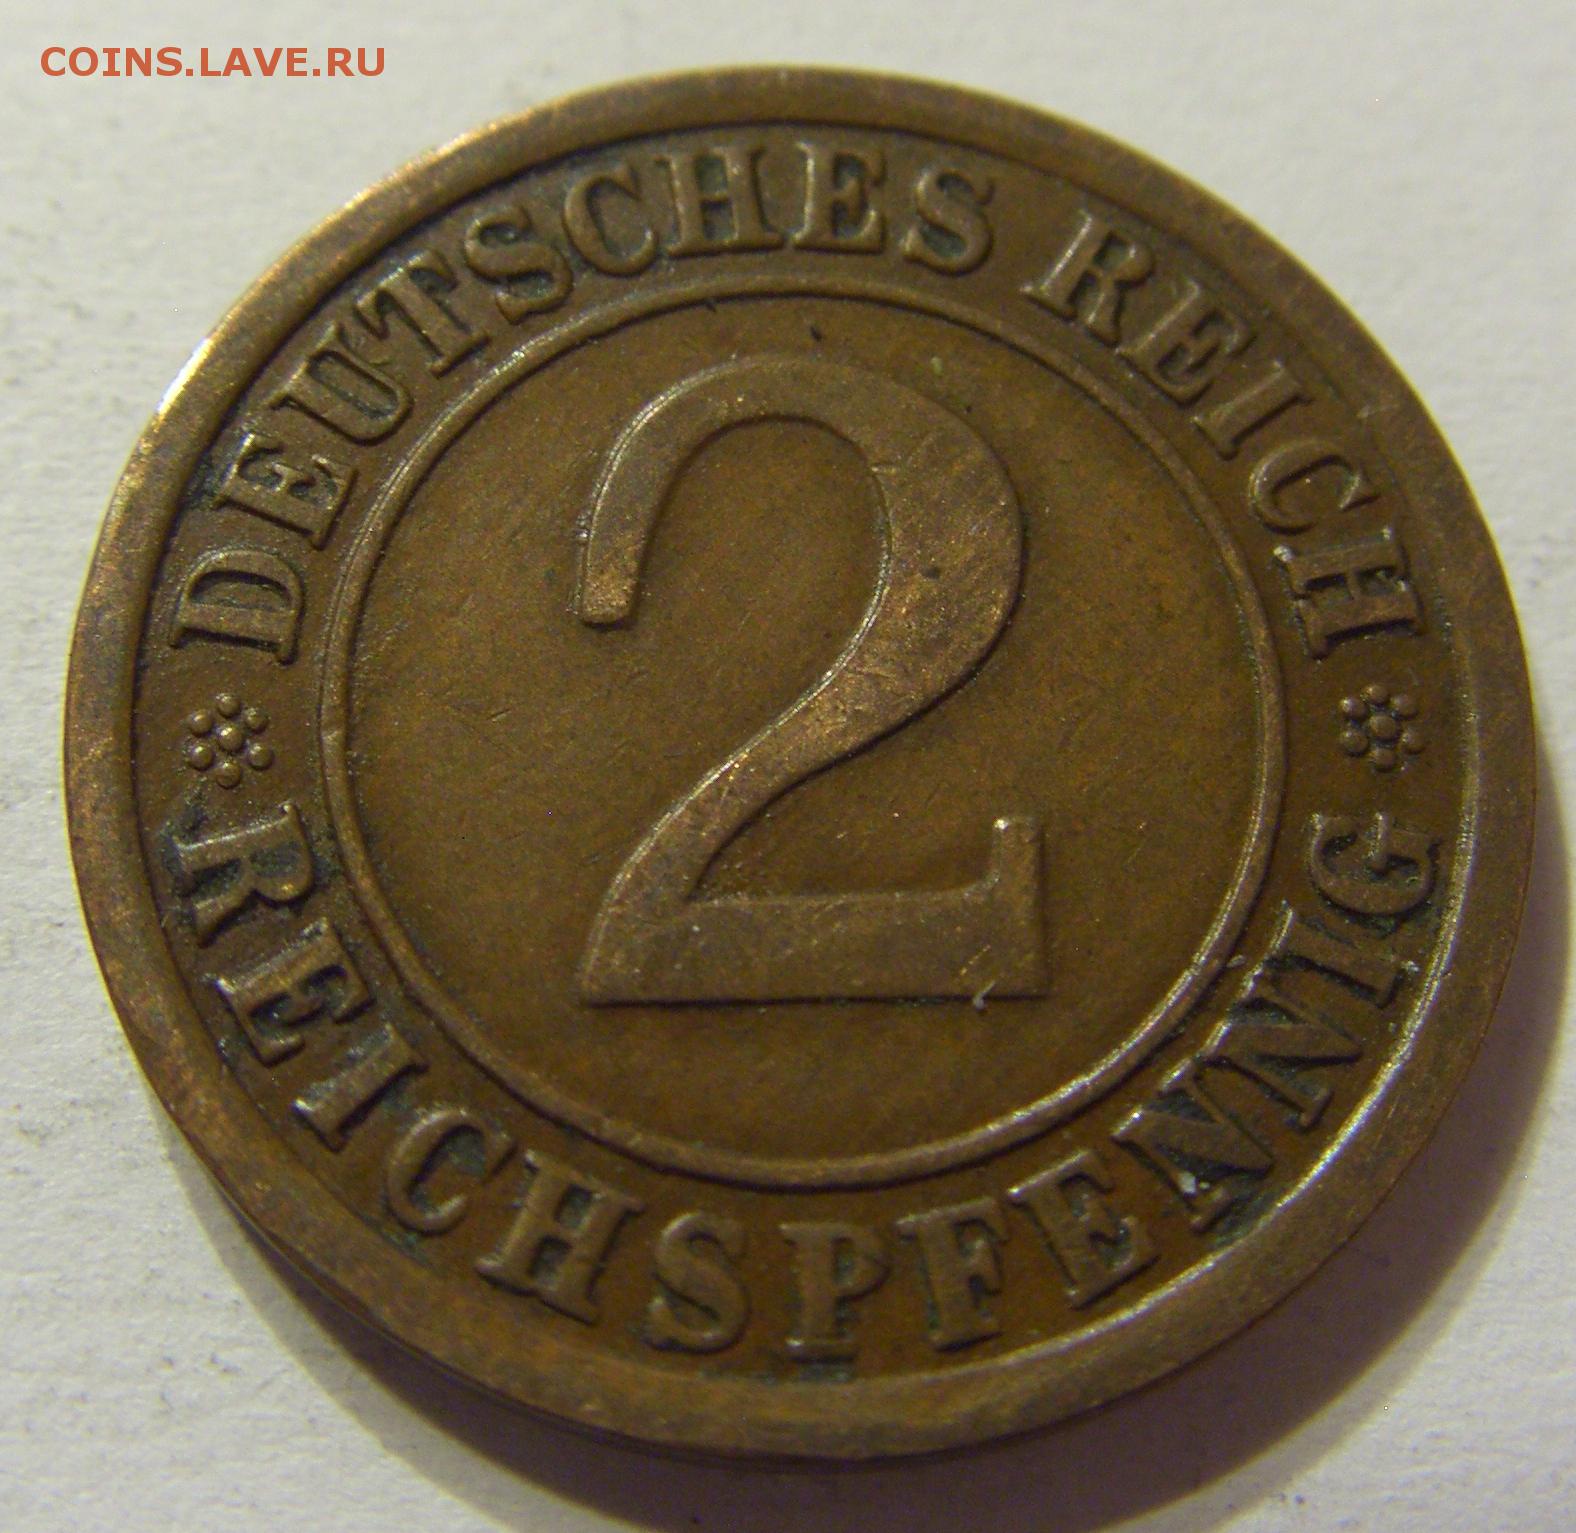 COINS.LAVE.RU
DEUTSCHES REICH
2
REICHSPFENNIG